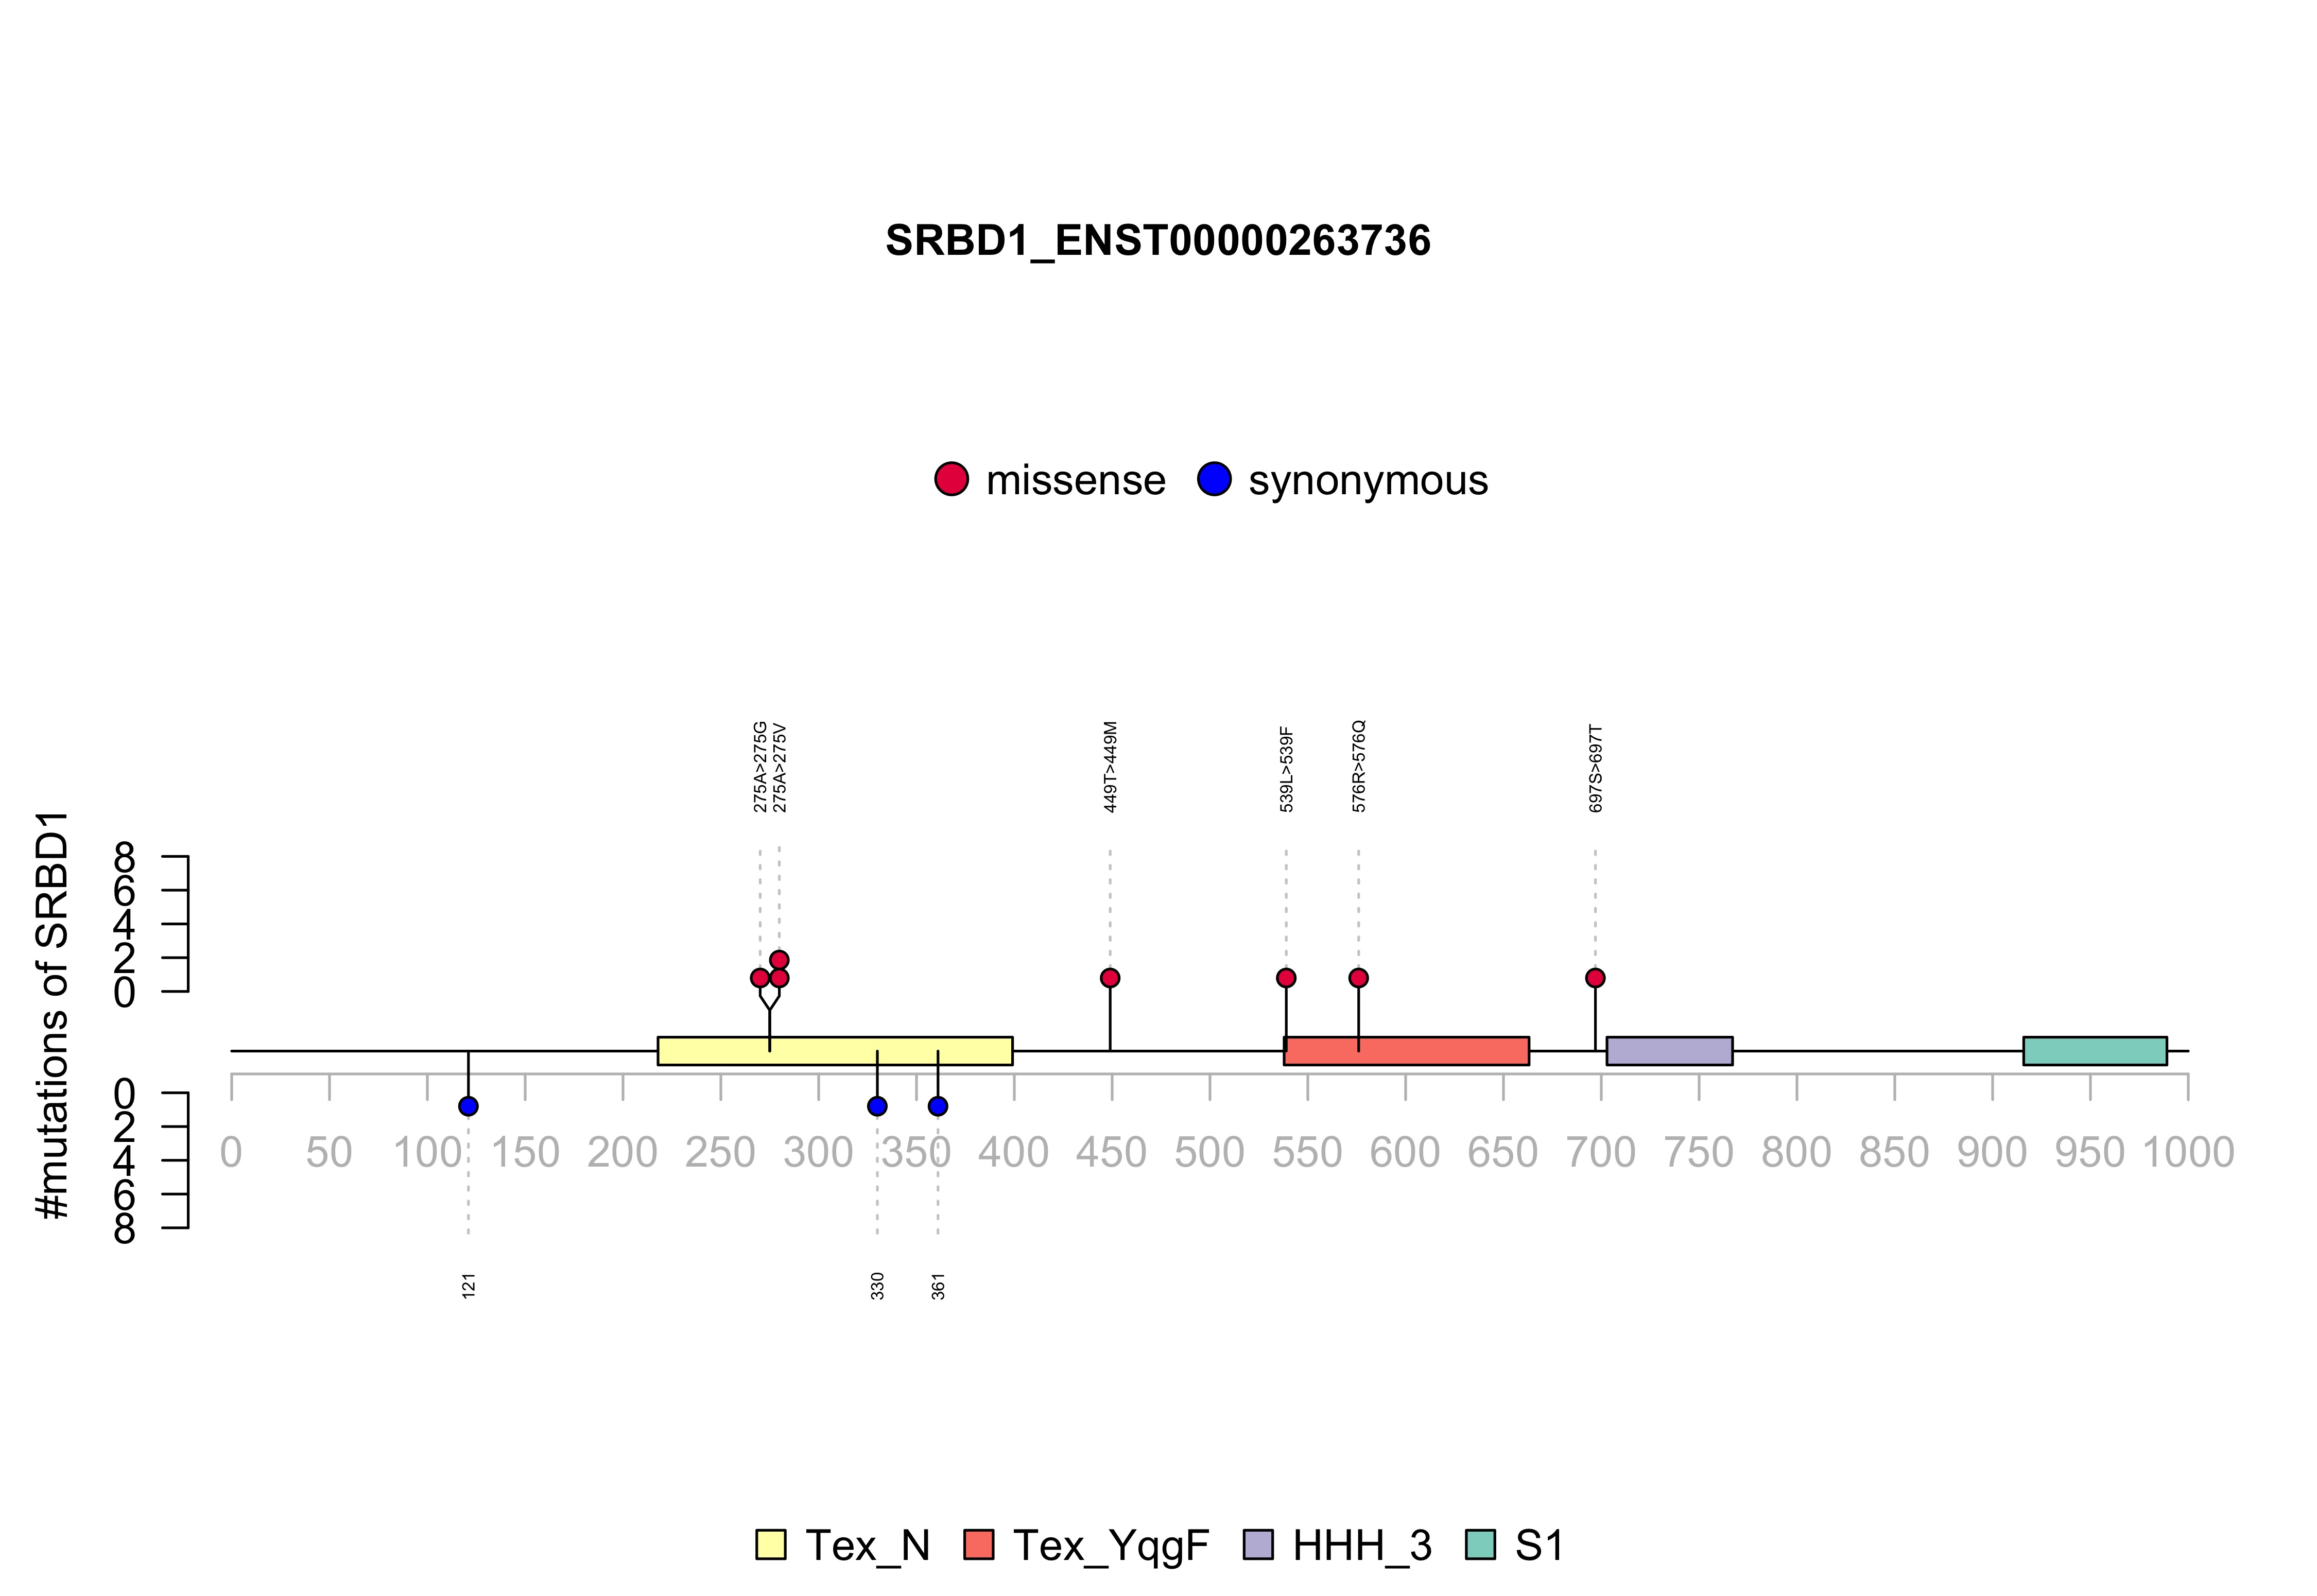 SRBD1_ENST00000263736
missense synonymous
275A>275G
275A>275V
449T>449M
539L>539F
576R>576Q
697S>697T
#mutations of SRBD1
8
6
4
2
0
0
2
4
6
8
0 50 100 150 200 250 300 350 400 450 500 550 600 650 700 750 800 850 900 950 1000
121
330
361
Tex_N Tex_YqgF HHH_3 S1